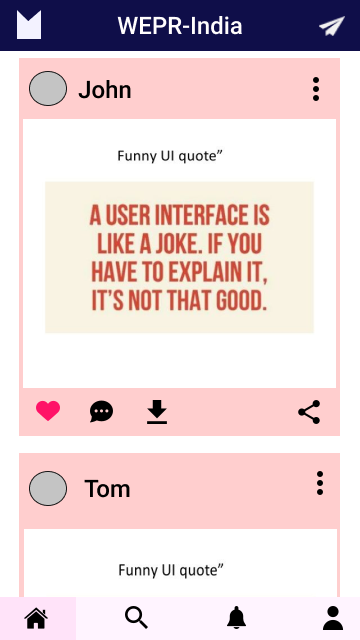 WEPR-India
John
Funny UI quote”
A USER INTERFACE IS
LIKE A JOKE. IF YOU
HAVE TO EXPLAIN IT,
IT’S NOT THAT GOOD.
Tom
Funny UI quote”